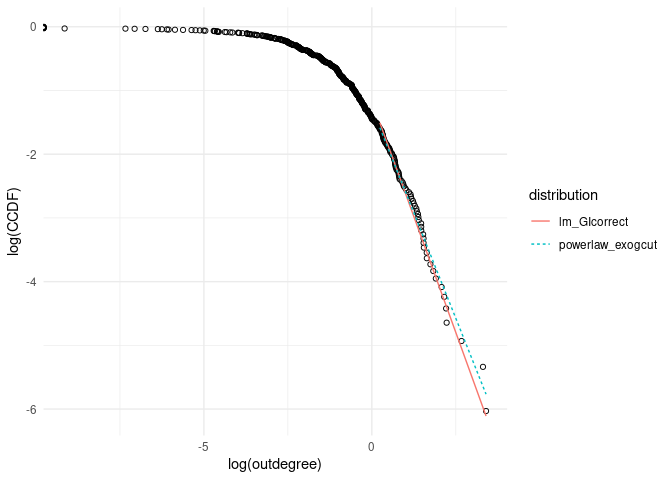 0
-2
-4
-6
log(CCDF)
-5
0
log(outdegree)
distribution
lm_GIcorrect
powerlaw_exogcut